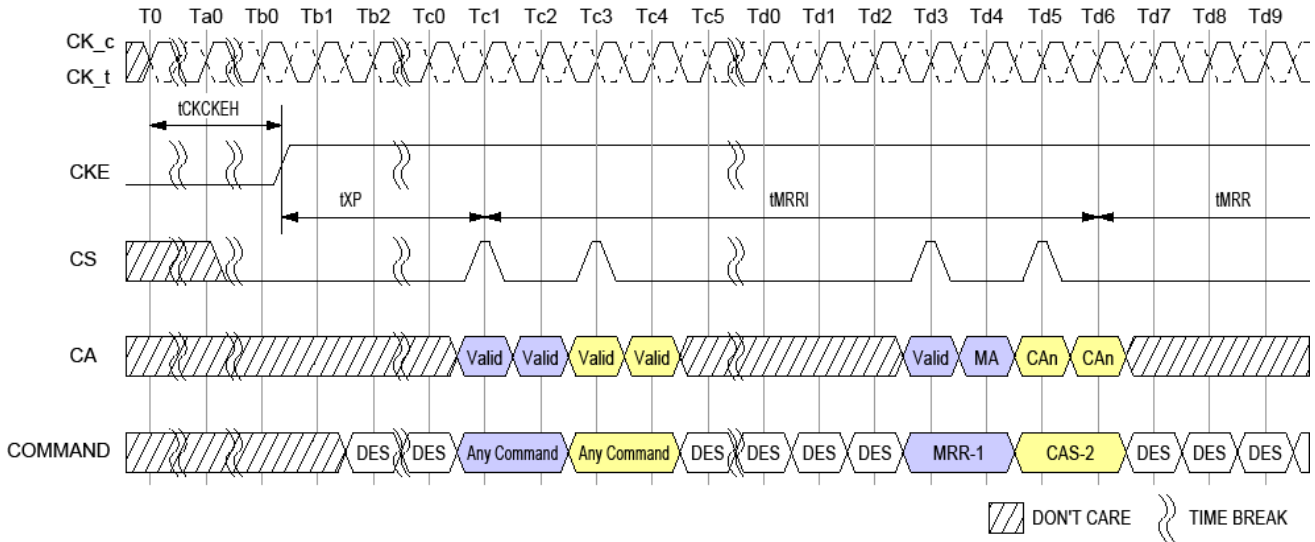 T0 Ta0 Tb0 Tb1 Tb2 Tc0 Tc1 Tc2 Tc3 Tc4 Tc5 Td0 Td1 Td2 Td3 Td4 Td5 Td6 Td7 Td8 Td9
CK_c
CK_t
tCKCKEH
CKE
tXP tMRRI tMRR
CS
CA Valid Valid Valid Valid Valid MA CAn CAn
COMMAND DES DES Any Command Any Command DES DES DES DES MRR-1 CAS-2 DES DES DES
DON'T CARE TIME BREAK